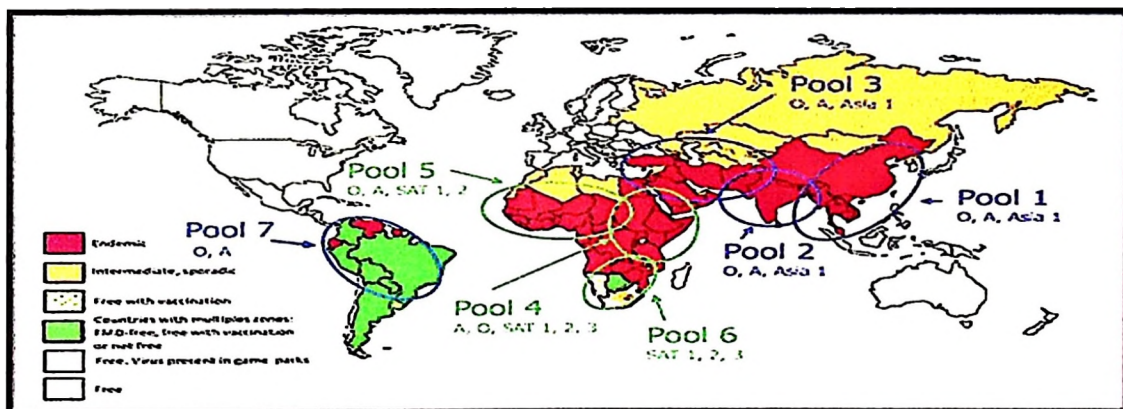 Pool 3
O, A, Asia 1
Pool 5
O, A, SAT 1, 2
Pool 1
O, A, Asia 1
Pool 7
O, A
Pool 2
O, A, Asia 1
Pool 4
A, O, SAT 1, 2, 3
Pool 6
SAT 1, 2, 3
Endemic
Intermediate, sporadic
Free with vaccination
Countries with multiples zones:
F.M.D-free, free with vaccination
or not free
Free, Virus present in game parks
Free